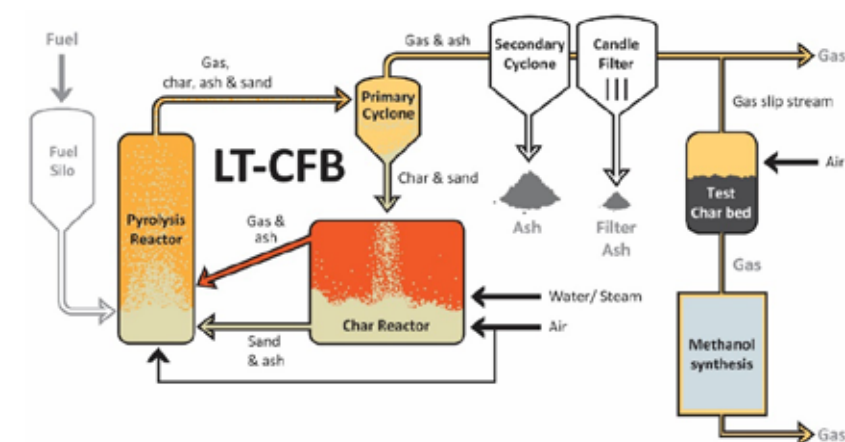 Fuel
Fuel
Silo
Gas,
char, ash & sand
Pyrolysis
Reactor
LT-CFB
Primary
Cyclone
Gas & ash
Char & sand
Gas &
ash
Char Reactor
Sand
& ash
Water/ Steam
Air
Secondary
Cyclone
Ash
Candle
Filter
Filter
Ash
Gas
Gas slip stream
Air
Test
Char bed
Gas
Methanol
synthesis
Gas